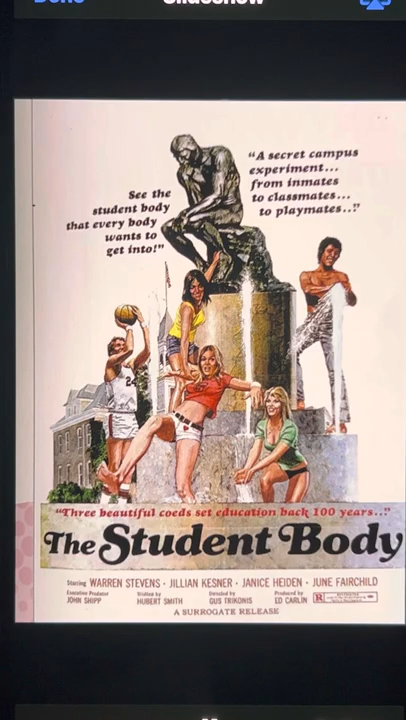 Done
Slideshow
"A secret campus
experiment...
from inmates
to classmates...
to playmates..."
See the
student body
that every body
wants to
get into!"
2
"Three beautiful coeds set education back 100 years..."
The Student Body
Starring WARREN STEVENS · JILLIAN KESNER · JANICE HEIDEN · JUNE FAIRCHILD
Executive Producer Written by Directed by Produced by
JOHN SHIPP HUBERT SMITH GUS TRIKONIS ED CARLIN R
A SURROGATE RELEASE